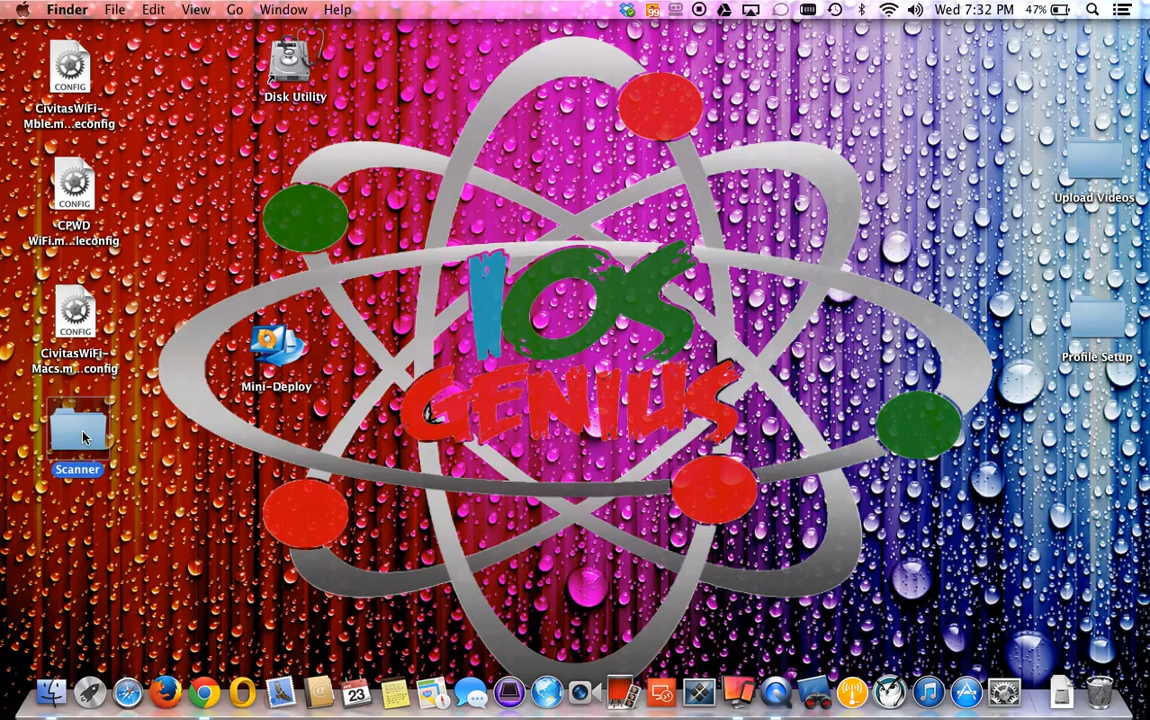 Finder File Edit View Go Window Help
99 Wed 7:32 PM 47%
CONFIG
CivitasWiFi-
Mble.m...econfig
Disk Utility
CONFIG
CPWD
WiFi.m...leconfig
Upload Videos
CONFIG
CivitasWiFi-
Macs.m...config
IOS
GENIUS
Mini-Deploy
Profile Setup
Scanner
23